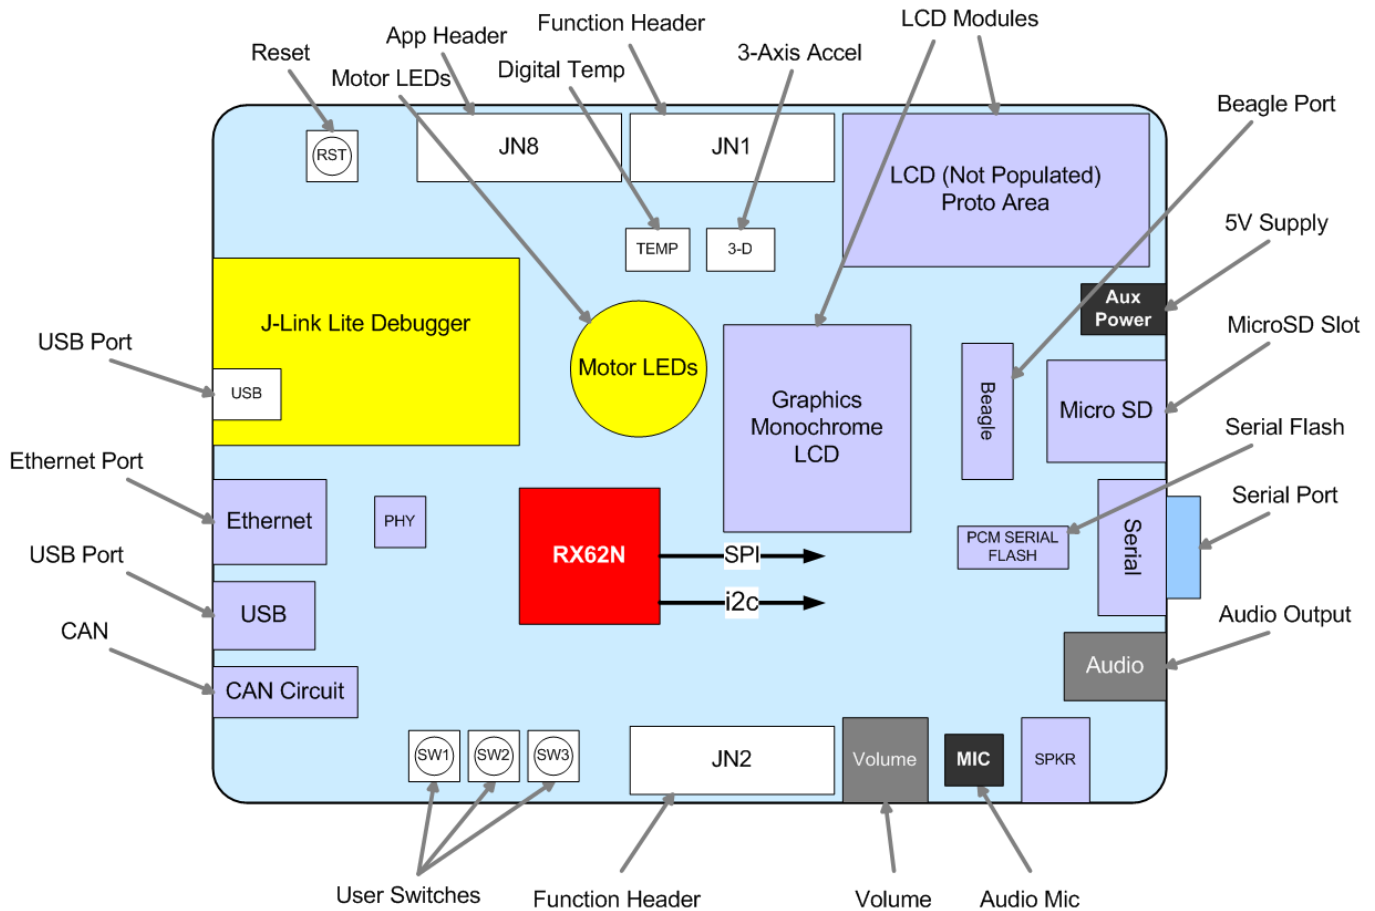 Function Header
LCD Modules
App Header
Reset
Motor LEDs
Digital Temp
3-Axis Accel
Beagle Port
RST
JN8
JN1
LCD (Not Populated)
Proto Area
5V Supply
TEMP
3-D
Aux
Power
J-Link Lite Debugger
MicroSD Slot
USB Port
USB
Motor LEDs
Graphics
Monochrome
LCD
Beagle
Micro SD
Serial Flash
Ethernet Port
Ethernet
PHY
Serial Port
USB Port
RX62N
SPI
i2c
PCM SERIAL
FLASH
Serial
USB
CAN
Audio Output
CAN Circuit
Audio
SW1
SW2
SW3
JN2
Volume
MIC
SPKR
User Switches
Function Header
Volume
Audio Mic